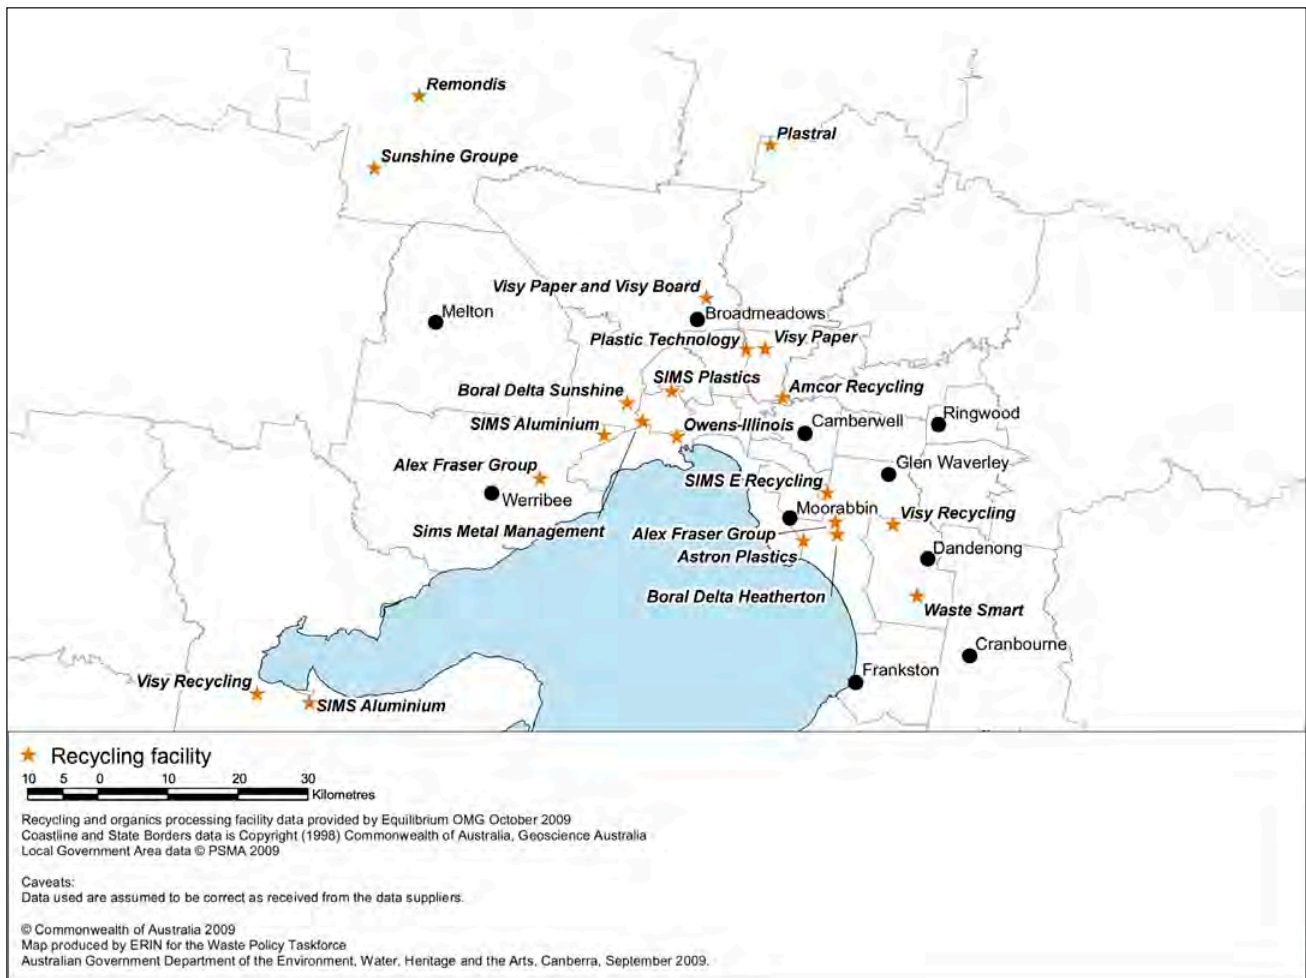 Remondis
Plastral
Sunshine Groupe
Visy Paper and Visy Board
Melton
Broadmeadows
Plastic Technology
Visy Paper
SIMS Plastics
Boral Delta Sunshine
Amcor Recycling
Ringwood
SIMS Aluminium
Owens-Illinois
Camberwell
Alex Fraser Group
Glen Waverley
SIMS E Recycling
Werribee
Moorabbin
Visy Recycling
Sims Metal Management
Alex Fraser Group
Astron Plastics
Dandenong
Boral Delta Heatherton
Waste Smart
Cranbourne
Frankston
Visy Recycling
SIMS Aluminium
Recycling facility
10 5 0 10 20 30
Kilometres
Recycling and organics processing facility data provided by Equilibrium OMG October 2009
Coastline and State Borders data is Copyright (1998) Commonwealth of Australia, Geoscience Australia
Local Government Area data © PSMA 2009
Caveats:
Data used are assumed to be correct as received from the data suppliers.
© Commonwealth of Australia 2009
Map produced by ERIN for the Waste Policy Taskforce
Australian Government Department of the Environment, Water, Heritage and the Arts, Canberra, September 2009.